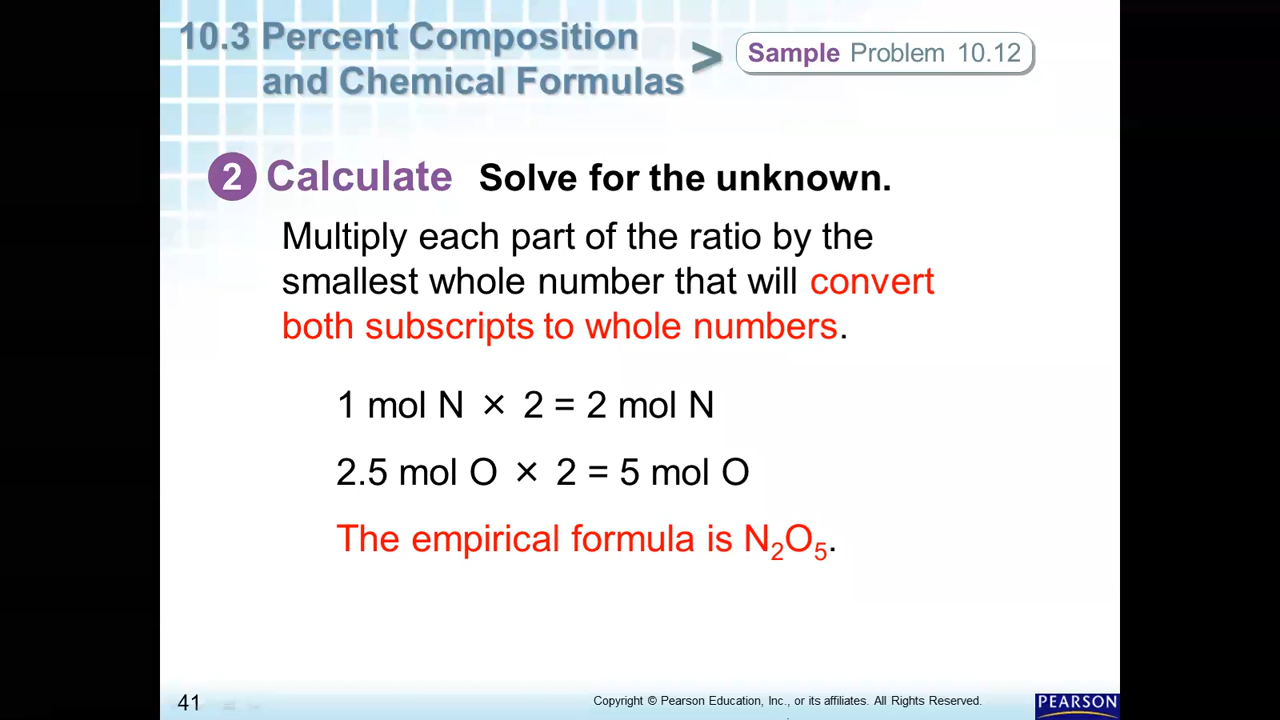 10.3 Percent Composition
and Chemical Formulas
>
Sample Problem 10.12
2 Calculate Solve for the unknown.
Multiply each part of the ratio by the
smallest whole number that will convert
both subscripts to whole numbers.
1 mol N × 2 = 2 mol N
2.5 mol O × 2 = 5 mol O
The empirical formula is N₂O₅.
41
Copyright © Pearson Education, Inc., or its affiliates. All Rights Reserved.
PEARSON